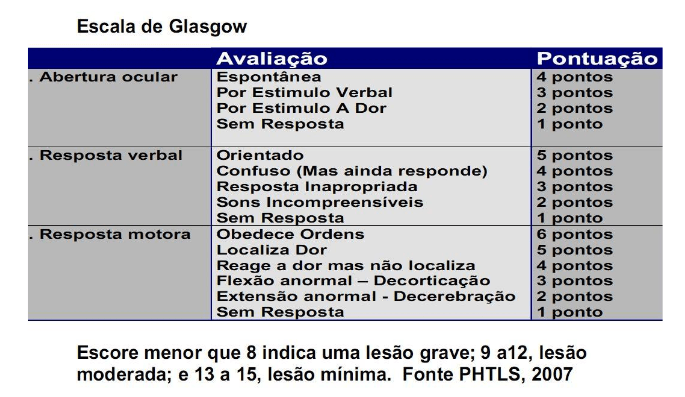 Escala de Glasgow
Avaliação Pontuação
. Abertura ocular Espontânea 4 pontos
Por Estimulo Verbal 3 pontos
Por Estimulo A Dor 2 pontos
Sem Resposta 1 ponto
. Resposta verbal Orientado 5 pontos
Confuso (Mas ainda responde) 4 pontos
Resposta Inapropriada 3 pontos
Sons Incompreensíveis 2 pontos
Sem Resposta 1 ponto
. Resposta motora Obedece Ordens 6 pontos
Localiza Dor 5 pontos
Reage a dor mas não localiza 4 pontos
Flexão anormal – Decorticação 3 pontos
Extensão anormal - Decerebração 2 pontos
Sem Resposta 1 ponto
Escore menor que 8 indica uma lesão grave; 9 a12, lesão
moderada; e 13 a 15, lesão mínima. Fonte PHTLS, 2007